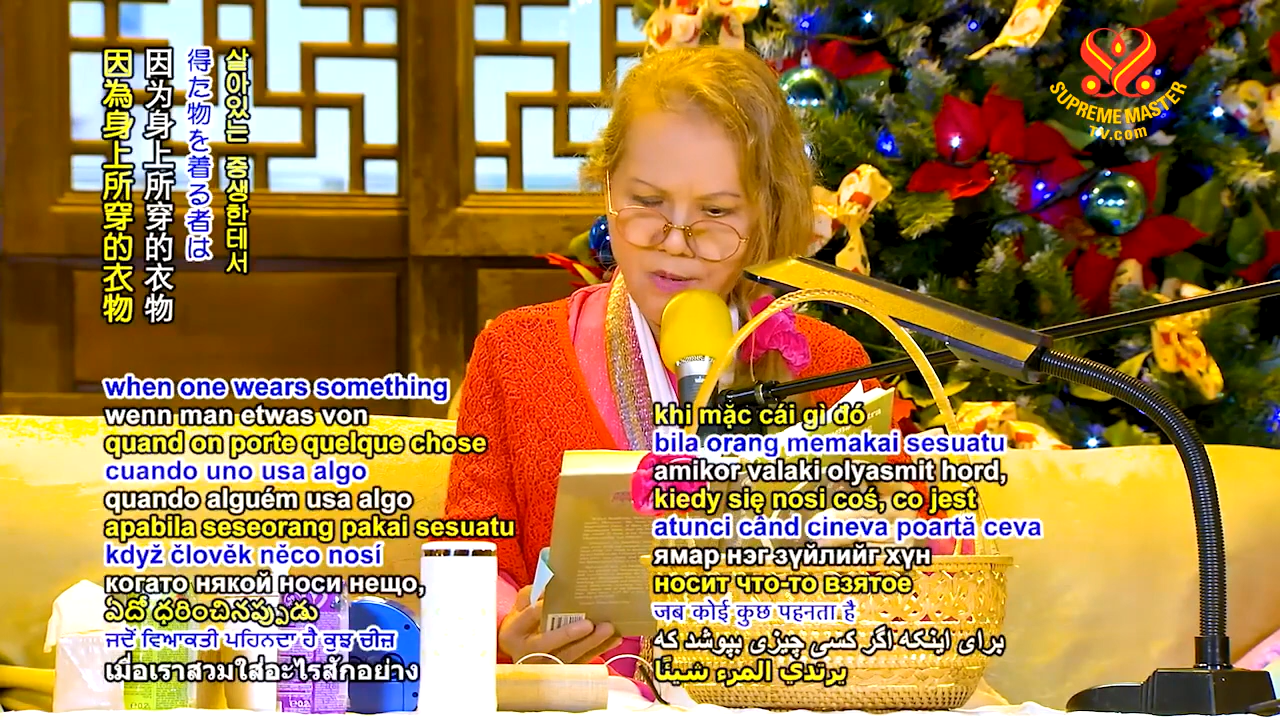 살아있는 중생한테서
得た物を着る者は
因为身上所穿的衣物
因為身上所穿的衣物
SUPREME MASTER
TV.com
when one wears something
wenn man etwas von
quand on porte quelque chose
cuando uno usa algo
quando alguém usa algo
apabila seseorang pakai sesuatu
když člověk něco nosí
когато някой носи нещо,
ఏదో ధరించినప్పుడు
ਜਦੋਂ ਵਿਅਕਤੀ ਪਹਿਨਦਾ ਹੈ ਕੁਝ ਚੀਜ਼
เมื่อเราสวมใส่อะไรสักอย่าง
khi mặc cái gì đó
bila orang memakai sesuatu
amikor valaki olyasmit hord,
kiedy się nosi coś, co jest
atunci când cineva poartă ceva
ямар нэг зүйлийг хүн
носит что-то взятое
जब कोई कुछ पहनता है
برای اینکه اگر کسی چیزی بپوشد که
يرتدي المرء شيئًا